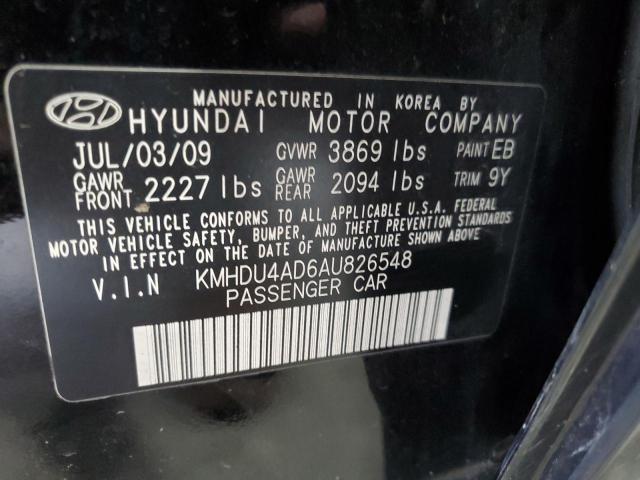 MANUFACTURED IN KOREA BY
HYUNDAI MOTOR COMPANY
JUL/03/09 GVWR 3869 lbs PAINT EB
GAWR FRONT 2227 lbs GAWR REAR 2094 lbs TRIM 9Y
THIS VEHICLE CONFORMS TO ALL APPLICABLE U.S.A. FEDERAL
MOTOR VEHICLE SAFETY, BUMPER, AND THEFT PREVENTION STANDARDS
IN EFFECT ON THE DATE OF MANUFACTURE SHOWN ABOVE
V.I.N KMHDU4AD6AU826548
PASSENGER CAR